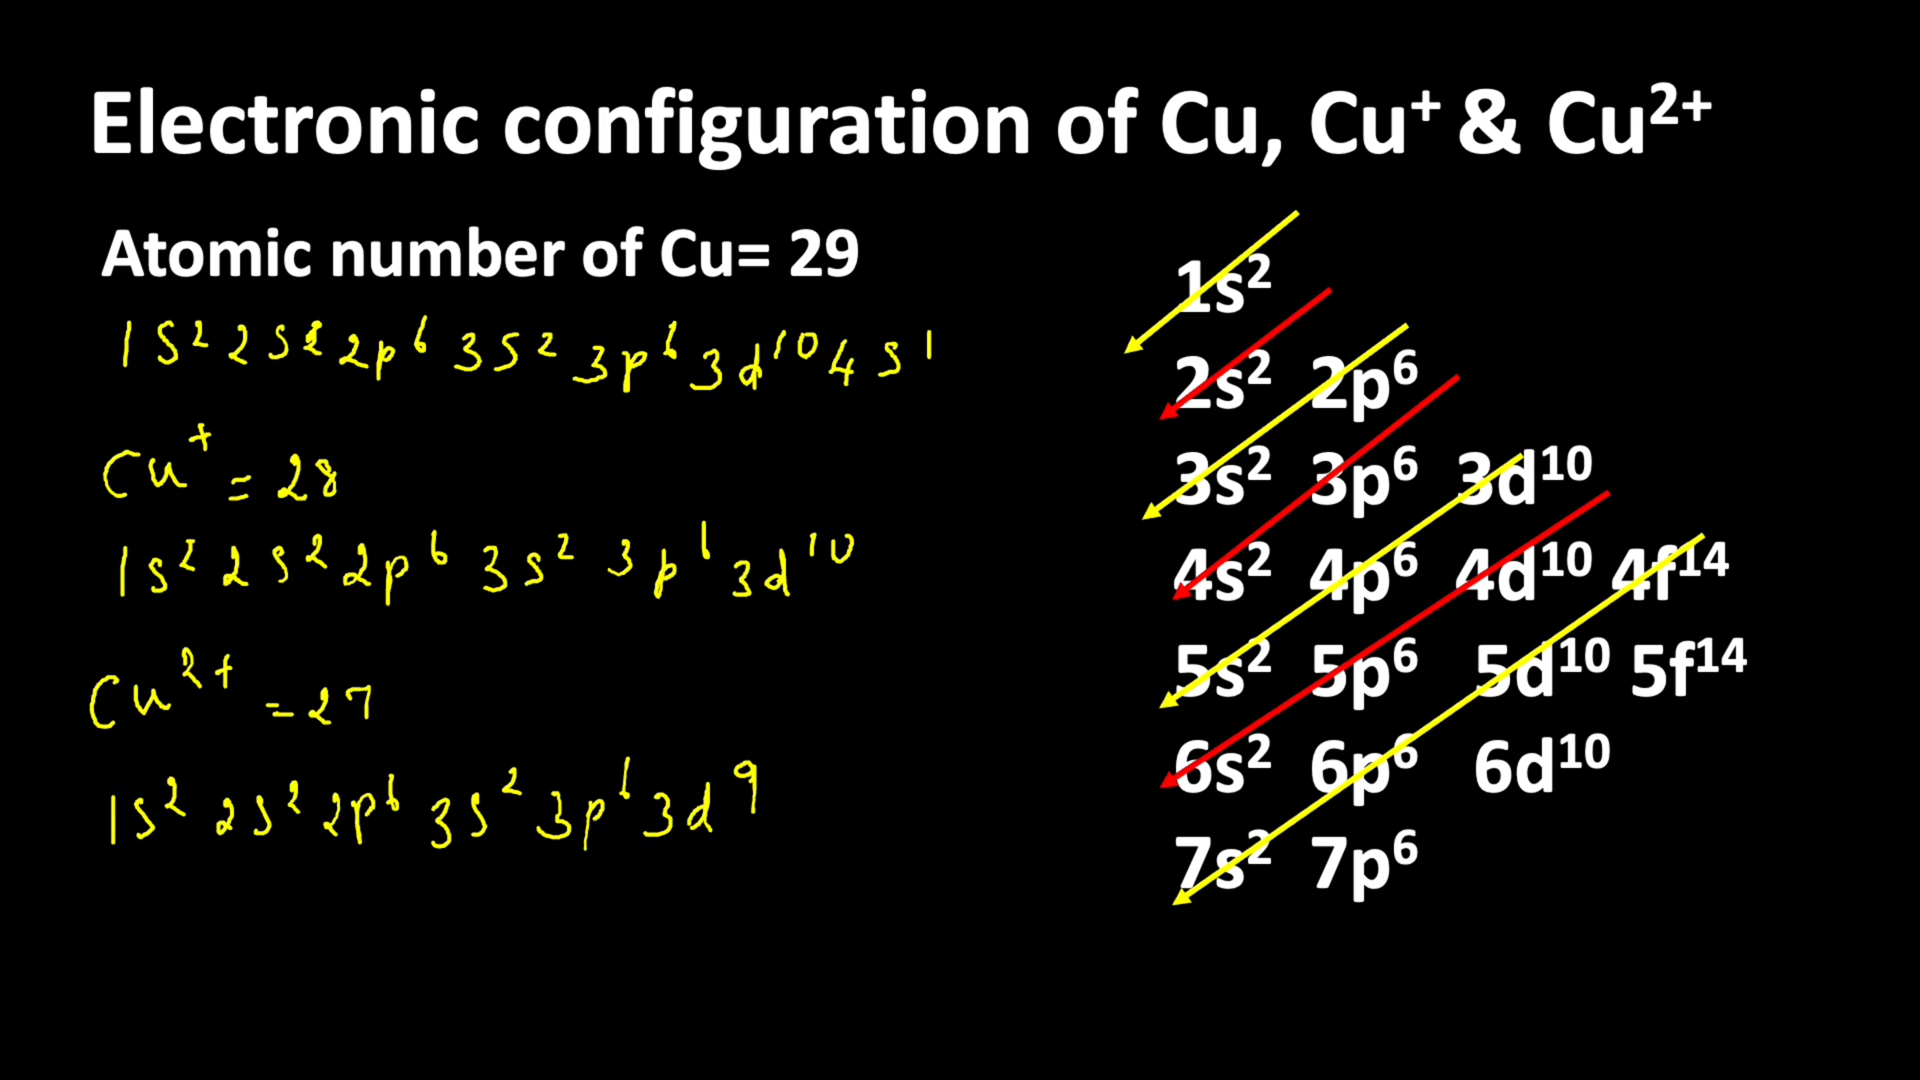 Electronic configuration of Cu, Cu⁺ & Cu²⁺
Atomic number of Cu= 29
1s² 2s² 2p⁶ 3s² 3p⁶ 3d¹⁰ 4s¹
Cu⁺ = 28
1s² 2s² 2p⁶ 3s² 3p⁶ 3d¹⁰
Cu²⁺ = 27
1s² 2s² 2p⁶ 3s² 3p⁶ 3d⁹
1s²
2s² 2p⁶
3s² 3p⁶ 3d¹⁰
4s² 4p⁶ 4d¹⁰ 4f¹⁴
5s² 5p⁶ 5d¹⁰ 5f¹⁴
6s² 6p⁶ 6d¹⁰
7s² 7p⁶